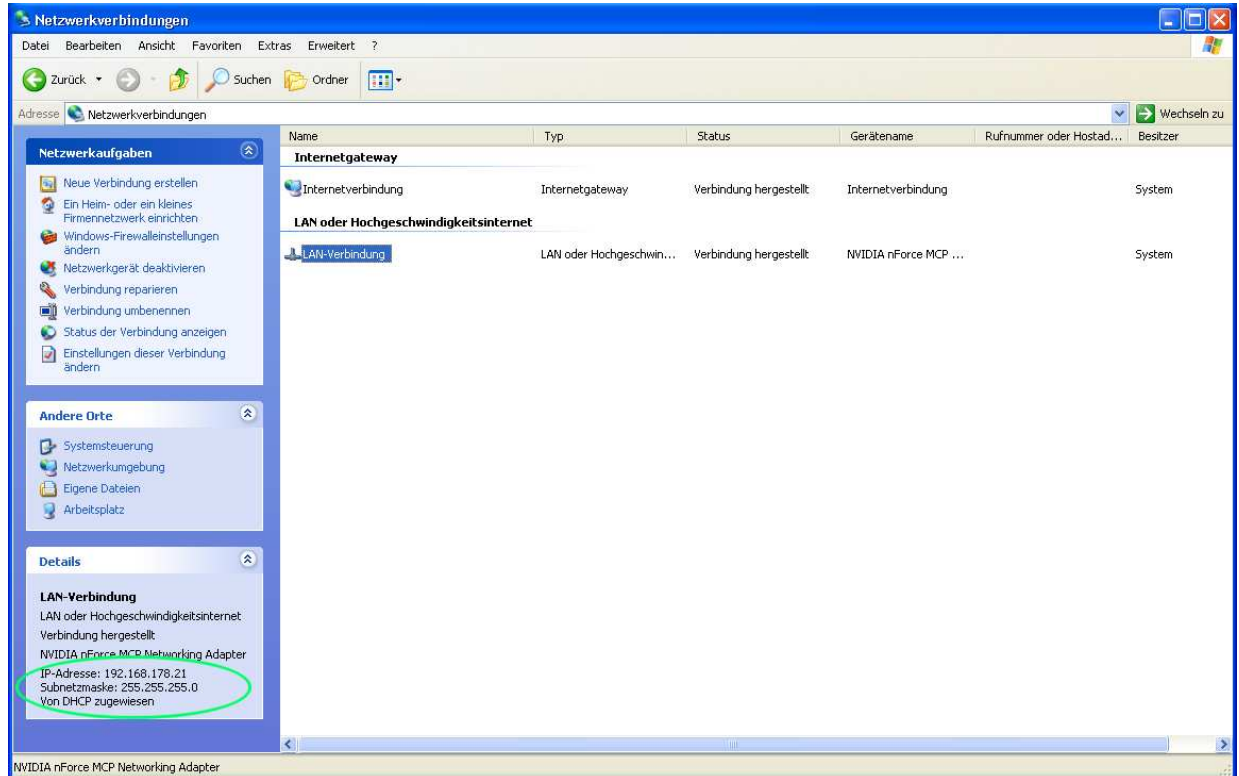 Netzwerkverbindungen
Datei Bearbeiten Ansicht Favoriten Extras Erweitert ?
Zurück Suchen Ordner
Adresse Netzwerkverbindungen Wechseln zu
Netzwerkaufgaben
Neue Verbindung erstellen
Ein Heim- oder ein kleines
Firmennetzwerk einrichten
Windows-Firewalleinstellungen
ändern
Netzwerkgerät deaktivieren
Verbindung reparieren
Verbindung umbenennen
Status der Verbindung anzeigen
Einstellungen dieser Verbindung
ändern
Andere Orte
Systemsteuerung
Netzwerkumgebung
Eigene Dateien
Arbeitsplatz
Details
LAN-Verbindung
LAN oder Hochgeschwindigkeitsinternet
Verbindung hergestellt
NVIDIA nForce MCP Networking Adapter
IP-Adresse: 192.168.178.21
Subnetzmaske: 255.255.255.0
Von DHCP zugewiesen
Name Typ Status Gerätename Rufnummer oder Hostad... Besitzer
Internetgateway
Internetverbindung Internetgateway Verbindung hergestellt Internetverbindung System
LAN oder Hochgeschwindigkeitsinternet
LAN-Verbindung LAN oder Hochgeschwin... Verbindung hergestellt NVIDIA nForce MCP ... System
NVIDIA nForce MCP Networking Adapter